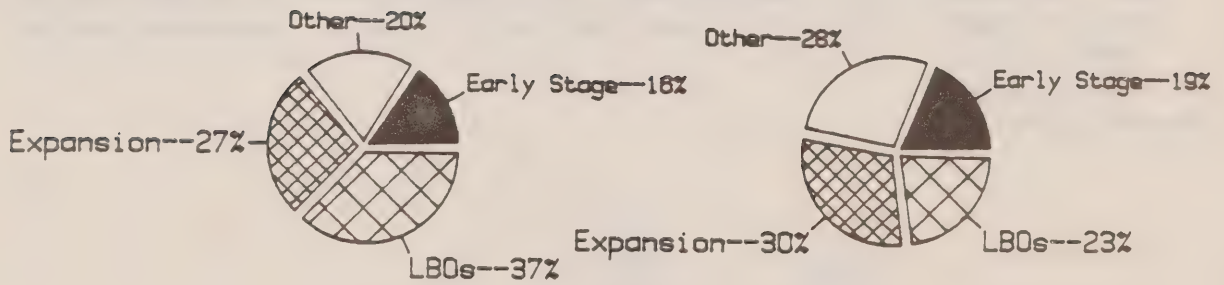 Other--20%
Early Stage--16%
Expansion--27%
LBOs--37%
Other--28%
Early Stage--19%
Expansion--30%
LBOs--23%